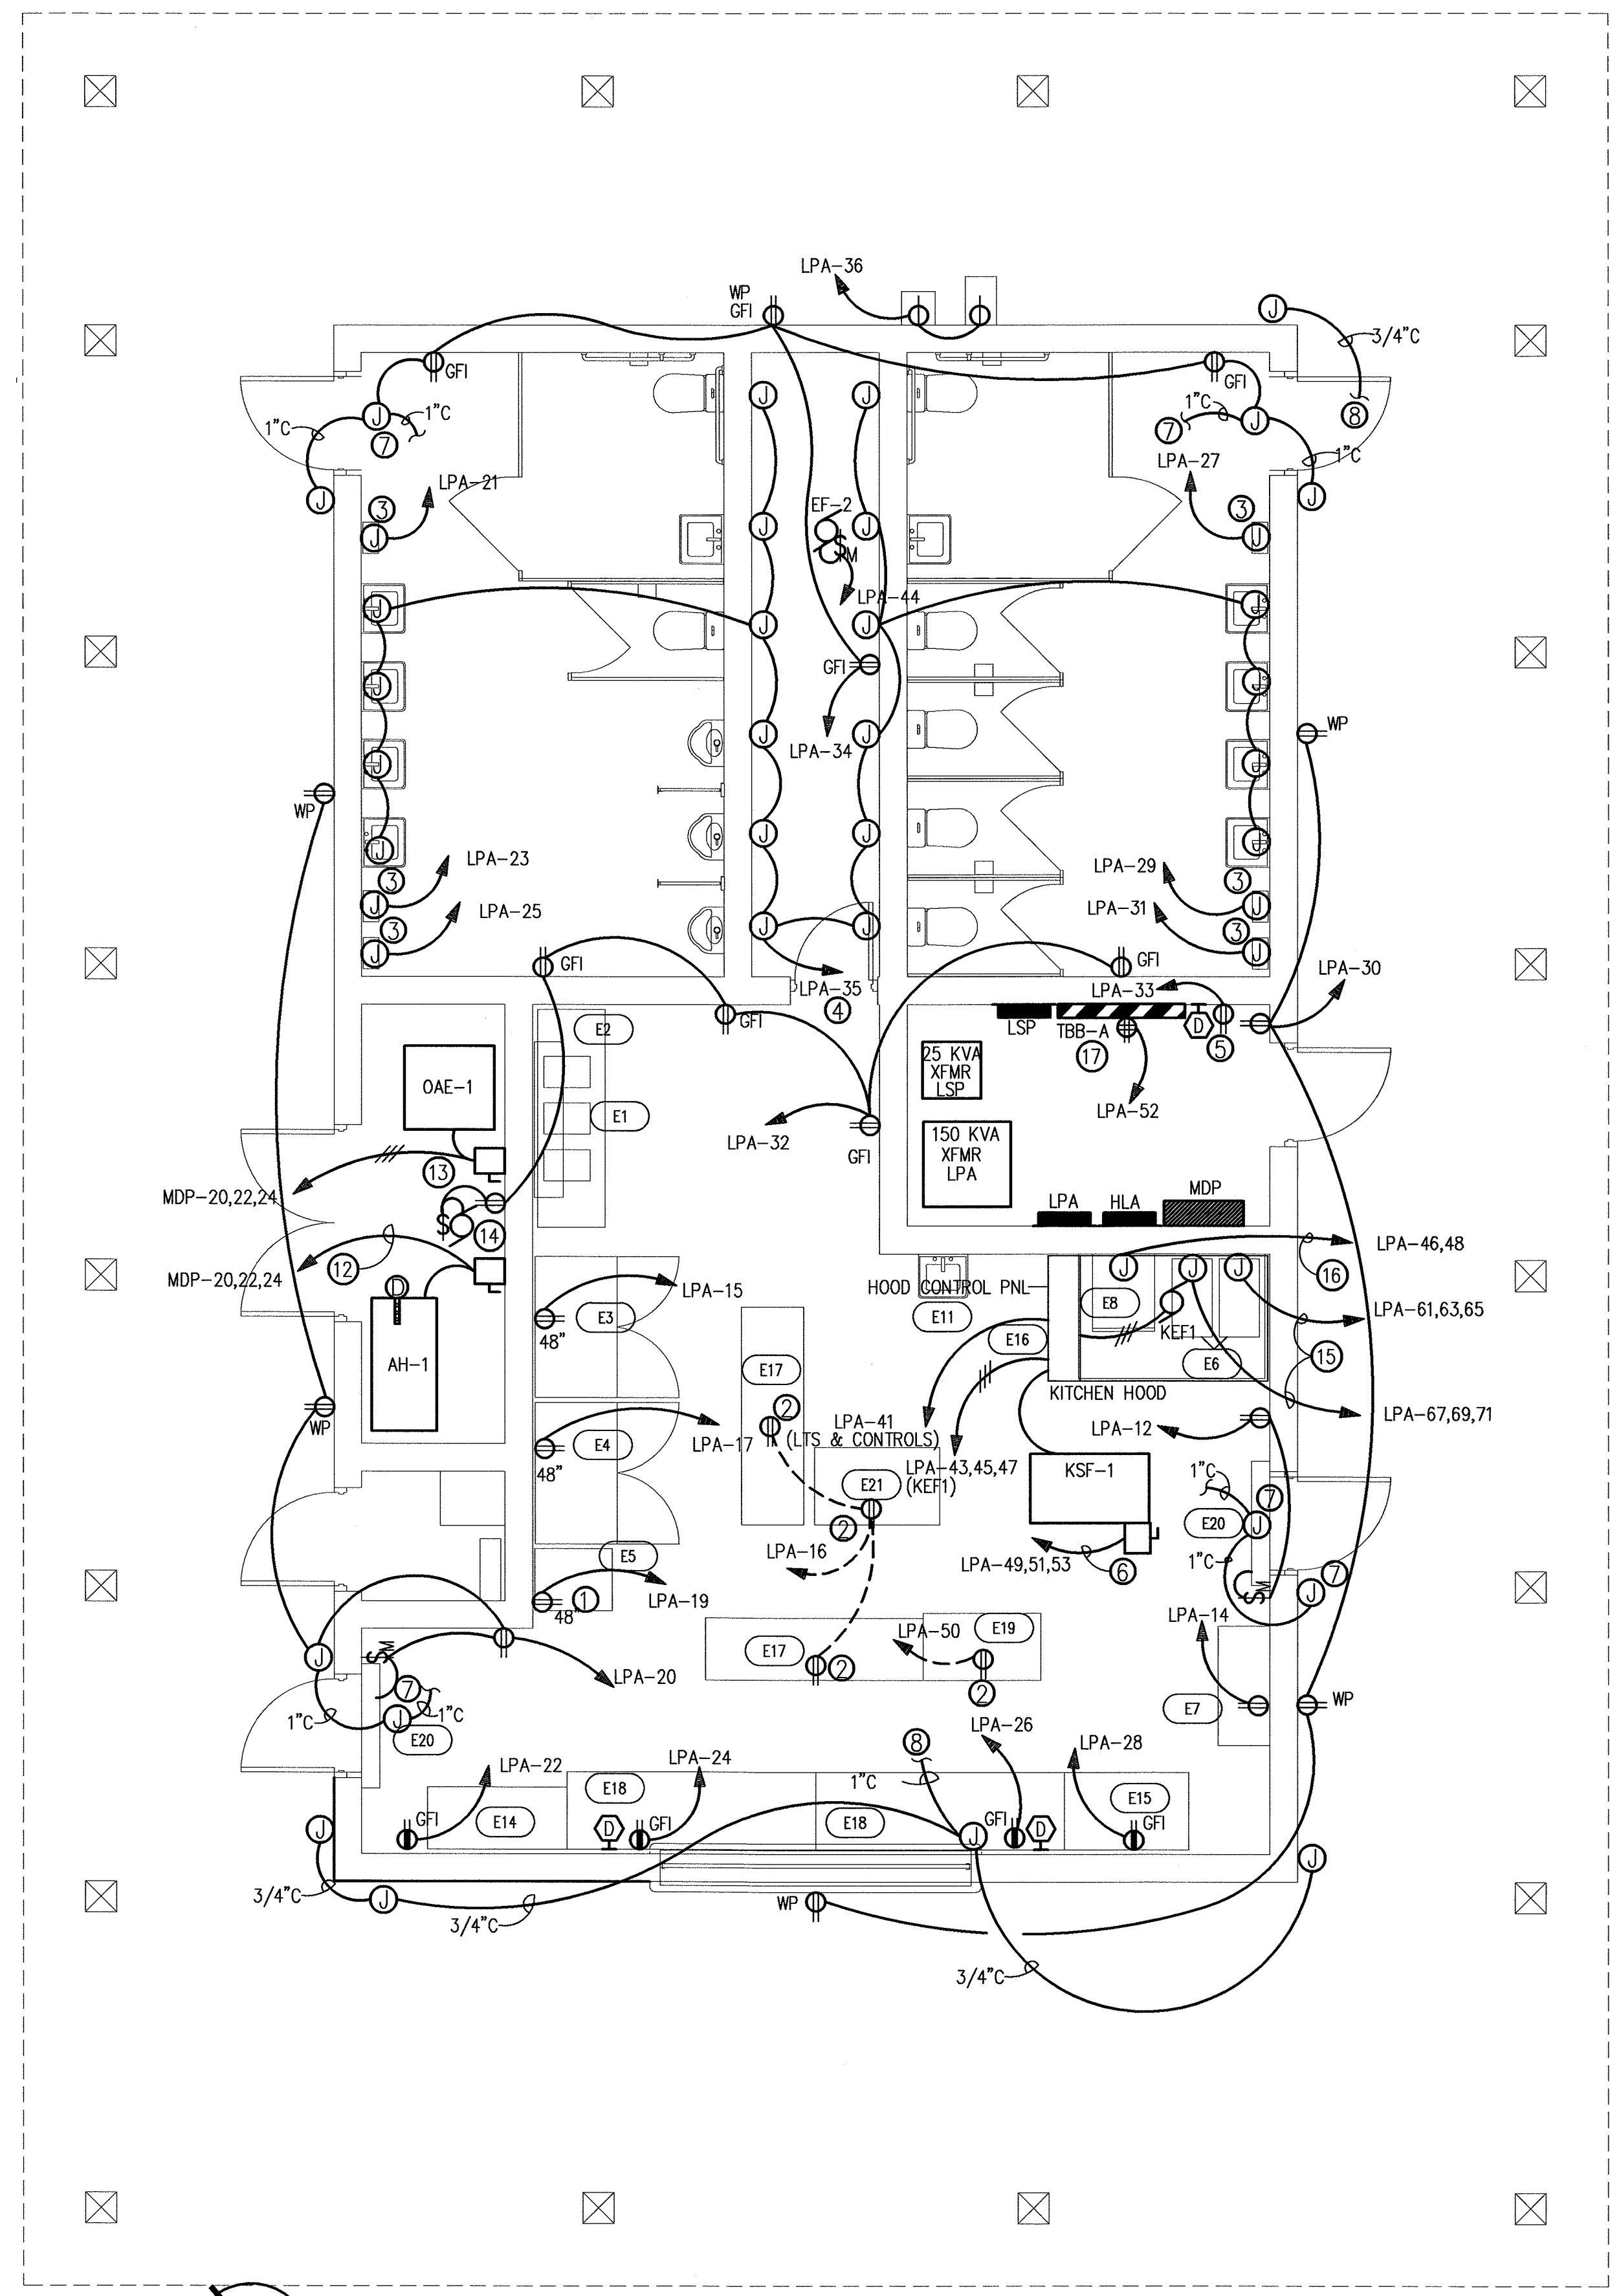 LPA-36
WP
GFI
J
3/4"C
GFI
GFI
J
1"C
1"C
J
7
8
1"C
7
1"C
J
J
1"C
J
J
LPA-21
LPA-27
3
3
J
J
EF-2
J
J
$M
LPA-44
J
J
J
J
GFI
LPA-34
J
J
WP
J
J
WP
J
J
J
J
J
J
J
J
LPA-23
LPA-29
3
3
J
J
LPA-25
LPA-31
3
3
J
J
J
J
GFI
GFI
LPA-35
4
LPA-33
LPA-30
GFI
LSP
TBB-A
D
17
5
E2
25 KVA
XFMR
LSP
OAE-1
E1
LPA-52
LPA-32
GFI
150 KVA
XFMR
LPA
13
MDP-20,22,24
LPA
HLA
MDP
$
14
12
MDP-20,22,24
D
LPA-46,48
16
LPA-15
HOOD CONTROL PNL
J
J
J
E8
E3
48"
E11
E16
KEF1
LPA-61,63,65
AH-1
E17
E6
15
KITCHEN HOOD
WP
2
LPA-41
(LTS & CONTROLS)
LPA-12
LPA-67,69,71
LPA-17
E4
48"
LPA-43,45,47
(KEF1)
KSF-1
1"C
E21
7
2
E20
J
LPA-16
E5
LPA-49,51,53
6
1"C
7
LPA-19
48"
1
$M
J
LPA-14
LPA-50
E19
$M
J
E17
2
LPA-20
7
2
E7
WP
1"C
J
1"C
E20
LPA-26
8
LPA-28
LPA-22
LPA-24
1"C
E18
GFI
E14
D
GFI
E18
J
GFI
D
E15
GFI
J
J
3/4"C
J
3/4"C
WP
3/4"C